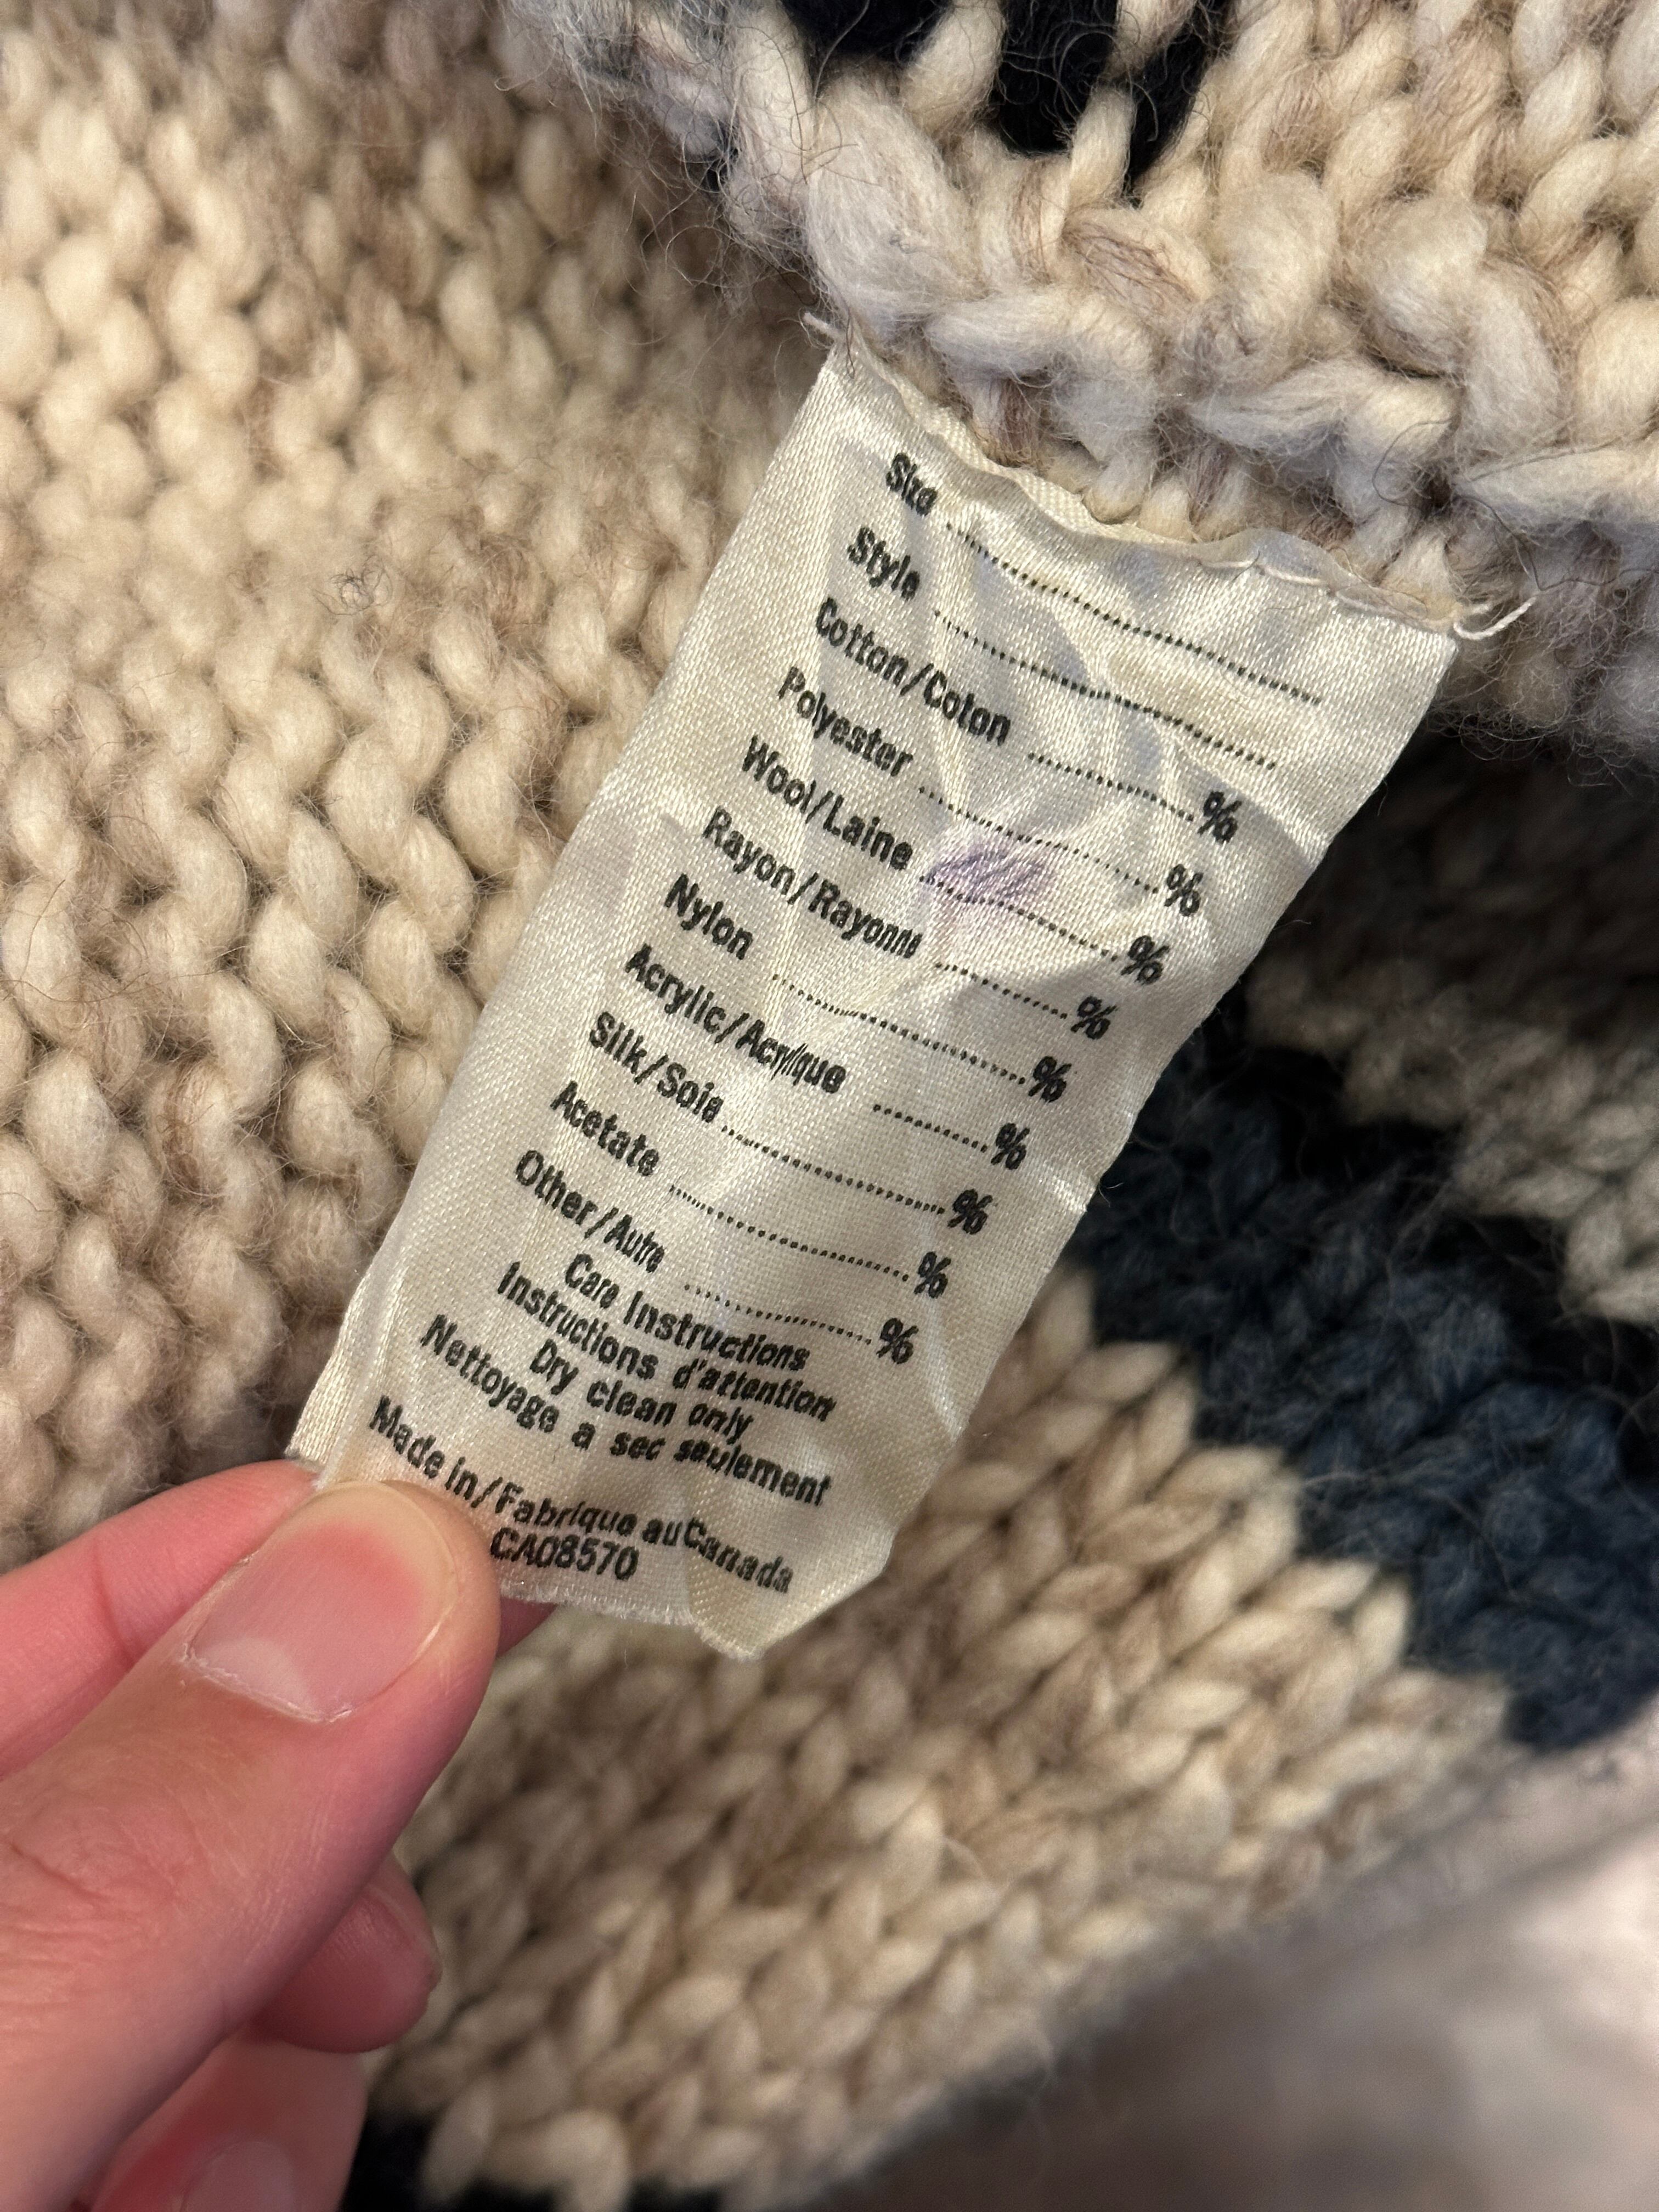 Size ....................
Style ....................
Cotton/Coton ............ %
Polyester ............ %
Wool/Laine ............ %
Rayon/Rayonne ........ %
Nylon ............ %
Acrylic/Acrylique ........ %
Silk/Soie ............ %
Acetate ............ %
Other/Autre ............ %
Care Instructions
Instructions d'attention
Dry clean only
Nettoyage a sec seulement
Made in/Fabrique au Canada
CA08570